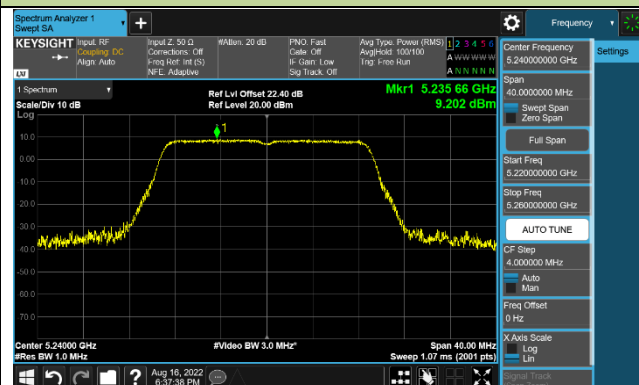 Spectrum Analyzer 1
Swept SA
+
Frequency
KEYSIGHT
Input: RF
Coupling: DC
Align: Auto
Input Z: 50 Ω
Corrections: Off
Freq Ref: Int (S)
NFE: Adaptive
#Atten: 20 dB
PNO: Fast
Gate: Off
IF Gain: Low
Sig Track: Off
Avg Type: Power (RMS)
Avg|Hold: 100/100
Trig: Free Run
1 2 3 4 5 6
A W W W W W
A N N N N N
LXI
1 Spectrum
Scale/Div 10 dB
Log
Ref Lvl Offset 22.40 dB
Ref Level 20.00 dBm
Mkr1 5.235 66 GHz
9.202 dBm
1
10.0
0.00
10.0
20.0
30.0
40.0
50.0
60.0
70.0
Center 5.24000 GHz
#Res BW 1.0 MHz
#Video BW 3.0 MHz*
Span 40.00 MHz
Sweep 1.07 ms (2001 pts)
Aug 16, 2022
6:37:38 PM
?
Center Frequency
5.240000000 GHz
Settings
Span
40.0000000 MHz
Swept Span
Zero Span
Full Span
Start Freq
5.220000000 GHz
Stop Freq
5.260000000 GHz
AUTO TUNE
CF Step
4.000000 MHz
Auto
Man
Freq Offset
0 Hz
X Axis Scale
Log
Lin
Signal Track